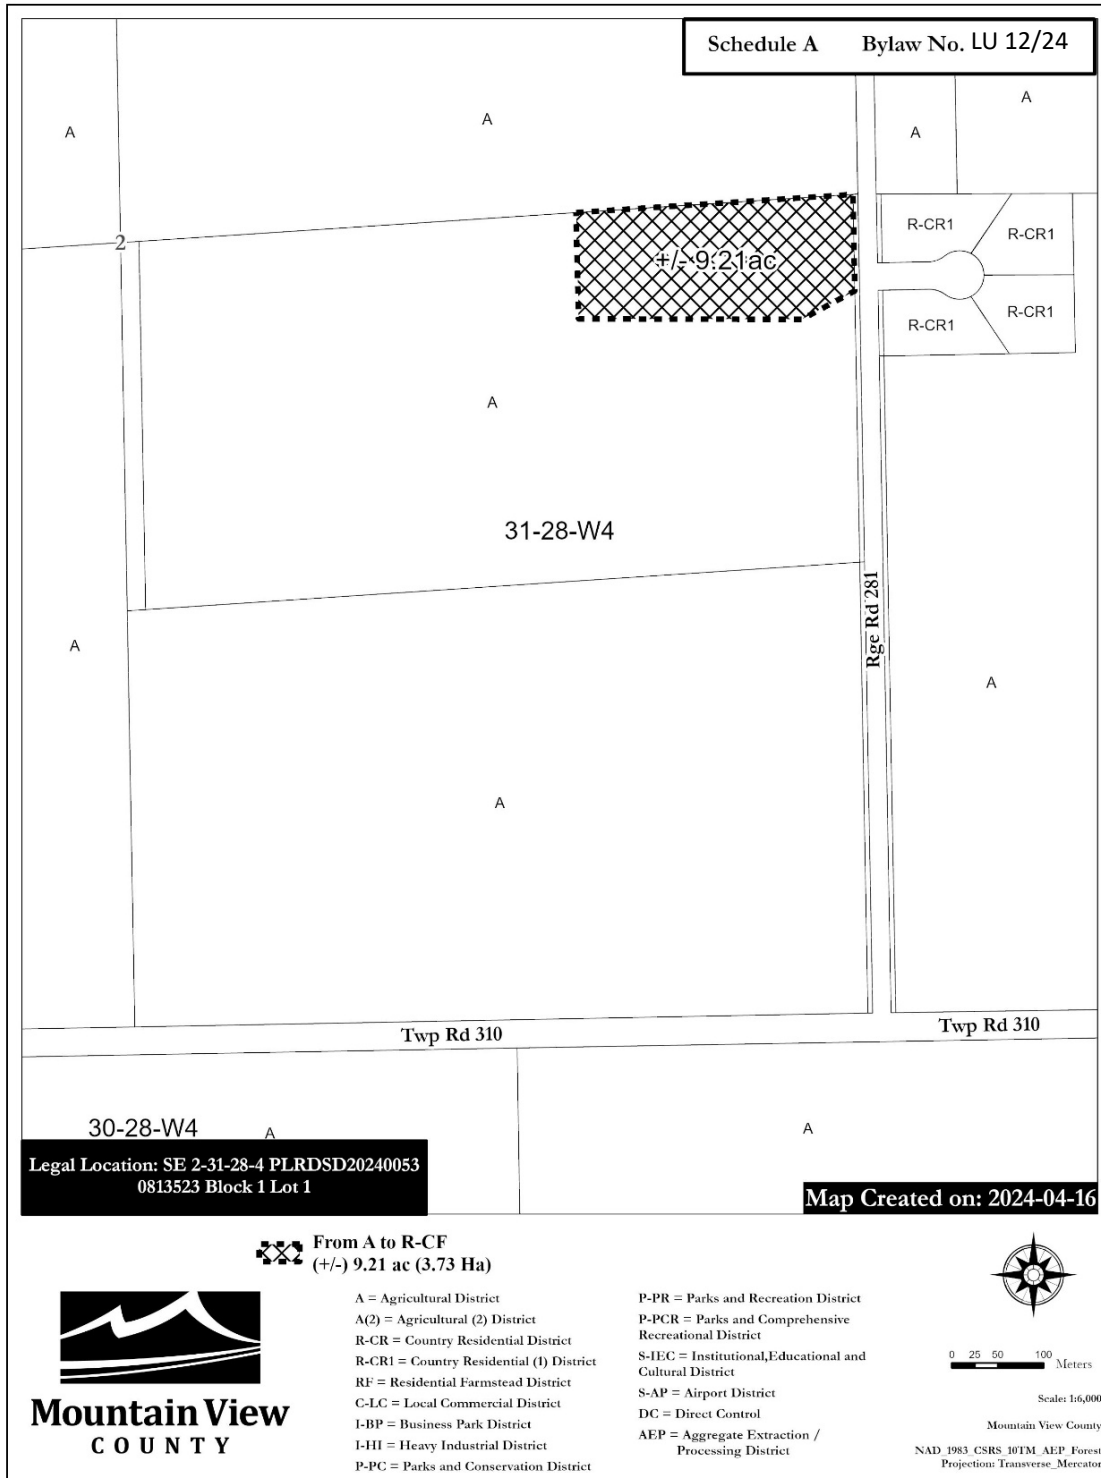 Schedule A Bylaw No. LU 12/24
A
A
A
A
2
+/- 9.21ac
R-CR1
R-CR1
R-CR1
R-CR1
A
31-28-W4
Rge Rd 281
A
A
A
Twp Rd 310
Twp Rd 310
30-28-W4
A
A
Legal Location: SE 2-31-28-4 PLRDSD20240053
0813523 Block 1 Lot 1
Map Created on: 2024-04-16
From A to R-CF
(+/-) 9.21 ac (3.73 Ha)
A = Agricultural District
A(2) = Agricultural (2) District
R-CR = Country Residential District
R-CR1 = Country Residential (1) District
RF = Residential Farmstead District
C-LC = Local Commercial District
I-BP = Business Park District
I-HI = Heavy Industrial District
P-PC = Parks and Conservation District
P-PR = Parks and Recreation District
P-PCR = Parks and Comprehensive
Recreational District
S-IEC = Institutional,Educational and
Cultural District
S-AP = Airport District
DC = Direct Control
AEP = Aggregate Extraction /
Processing District
Mountain View
COUNTY
0 25 50 100 Meters
Scale: 1:6,000
Mountain View County
NAD_1983_CSRS_10TM_AEP_Forest
Projection: Transverse_Mercator